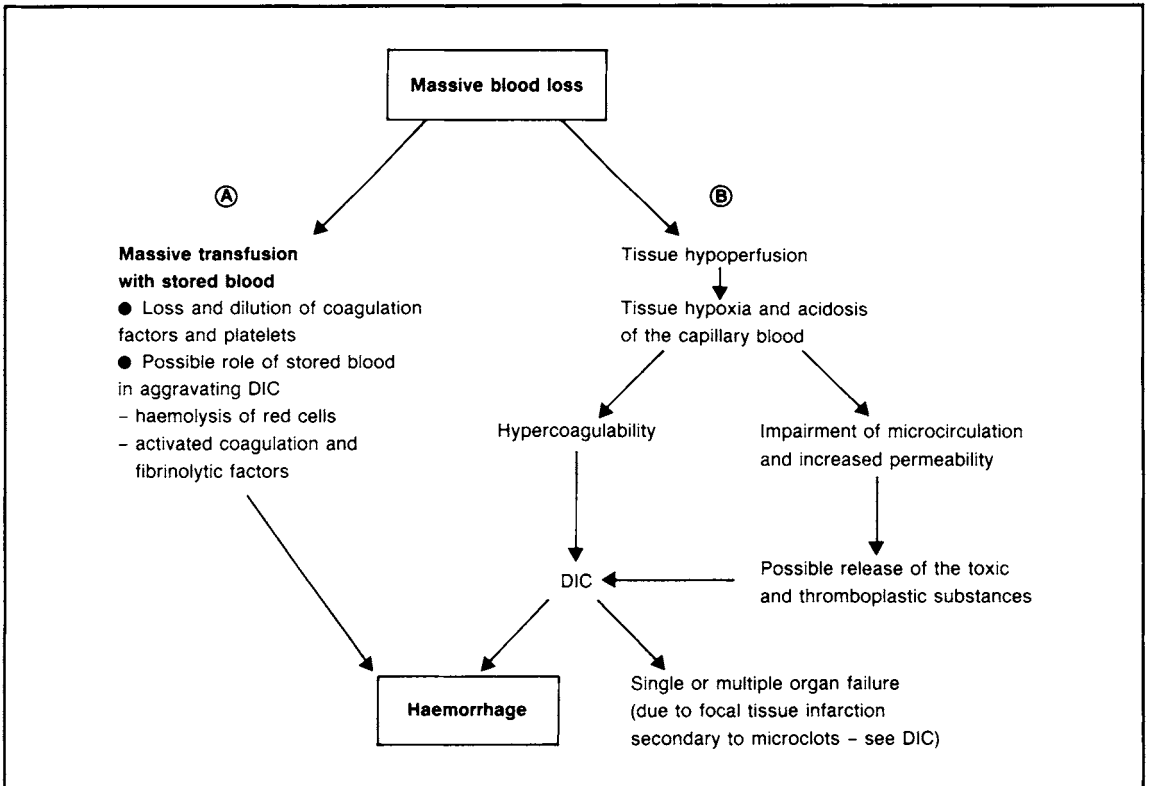 Massive blood loss
Ⓐ
Massive transfusion
with stored blood
● Loss and dilution of coagulation
factors and platelets
● Possible role of stored blood
in aggravating DIC
– haemolysis of red cells
– activated coagulation and
fibrinolytic factors
Ⓑ
Tissue hypoperfusion
Tissue hypoxia and acidosis
of the capillary blood
Hypercoagulability
Impairment of microcirculation
and increased permeability
DIC
Possible release of the toxic
and thromboplastic substances
Haemorrhage
Single or multiple organ failure
(due to focal tissue infarction
secondary to microclots – see DIC)